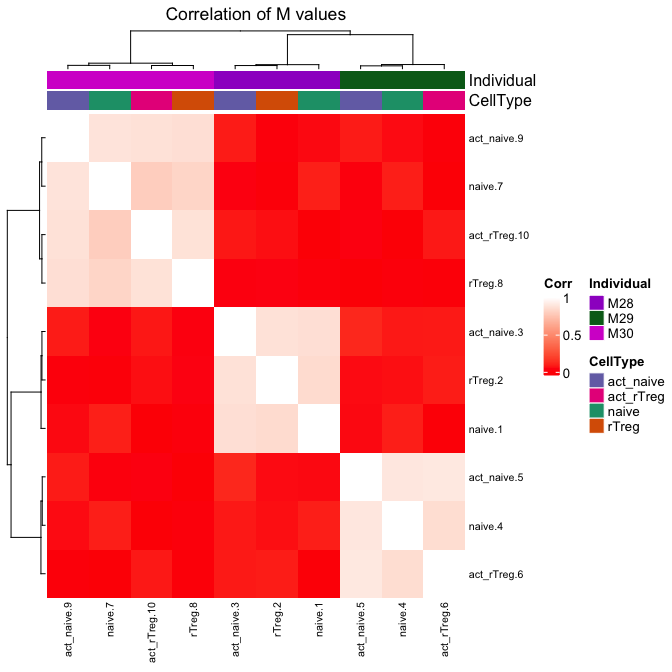 Correlation of M values
Individual
CellType
act_naive.9
naive.7
act_rTreg.10
rTreg.8
act_naive.3
rTreg.2
naive.1
act_naive.5
naive.4
act_rTreg.6
act_naive.9
naive.7
act_rTreg.10
rTreg.8
act_naive.3
rTreg.2
naive.1
act_naive.5
naive.4
act_rTreg.6
Corr
1
0.5
0
Individual
M28
M29
M30
CellType
act_naive
act_rTreg
naive
rTreg